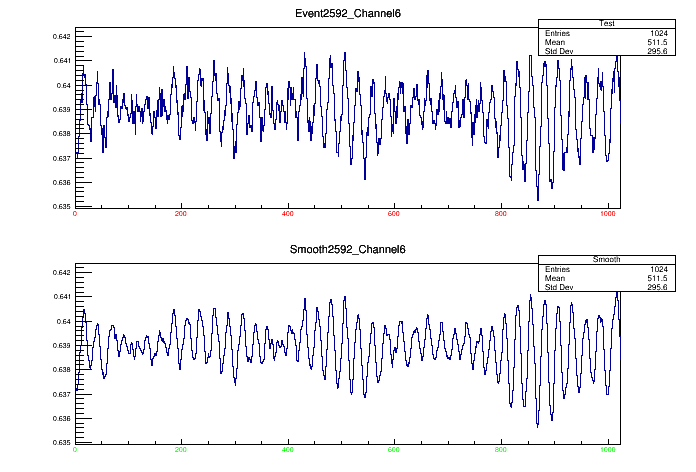 Event2592_Channel6
Test
Entries 1024
Mean 511.5
Std Dev 295.6
0.642
0.641
0.64
0.639
0.638
0.637
0.636
0.635
0 200 400 600 800 1000
Smooth2592_Channel6
Smooth
Entries 1024
Mean 511.5
Std Dev 295.6
0.642
0.641
0.64
0.639
0.638
0.637
0.636
0.635
0 200 400 600 800 1000